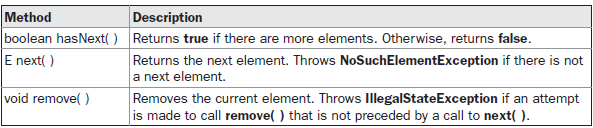 Method Description
boolean hasNext( ) Returns true if there are more elements. Otherwise, returns false.
E next( ) Returns the next element. Throws NoSuchElementException if there is not
a next element.
void remove( ) Removes the current element. Throws IllegalStateException if an attempt
is made to call remove( ) that is not preceded by a call to next( ).